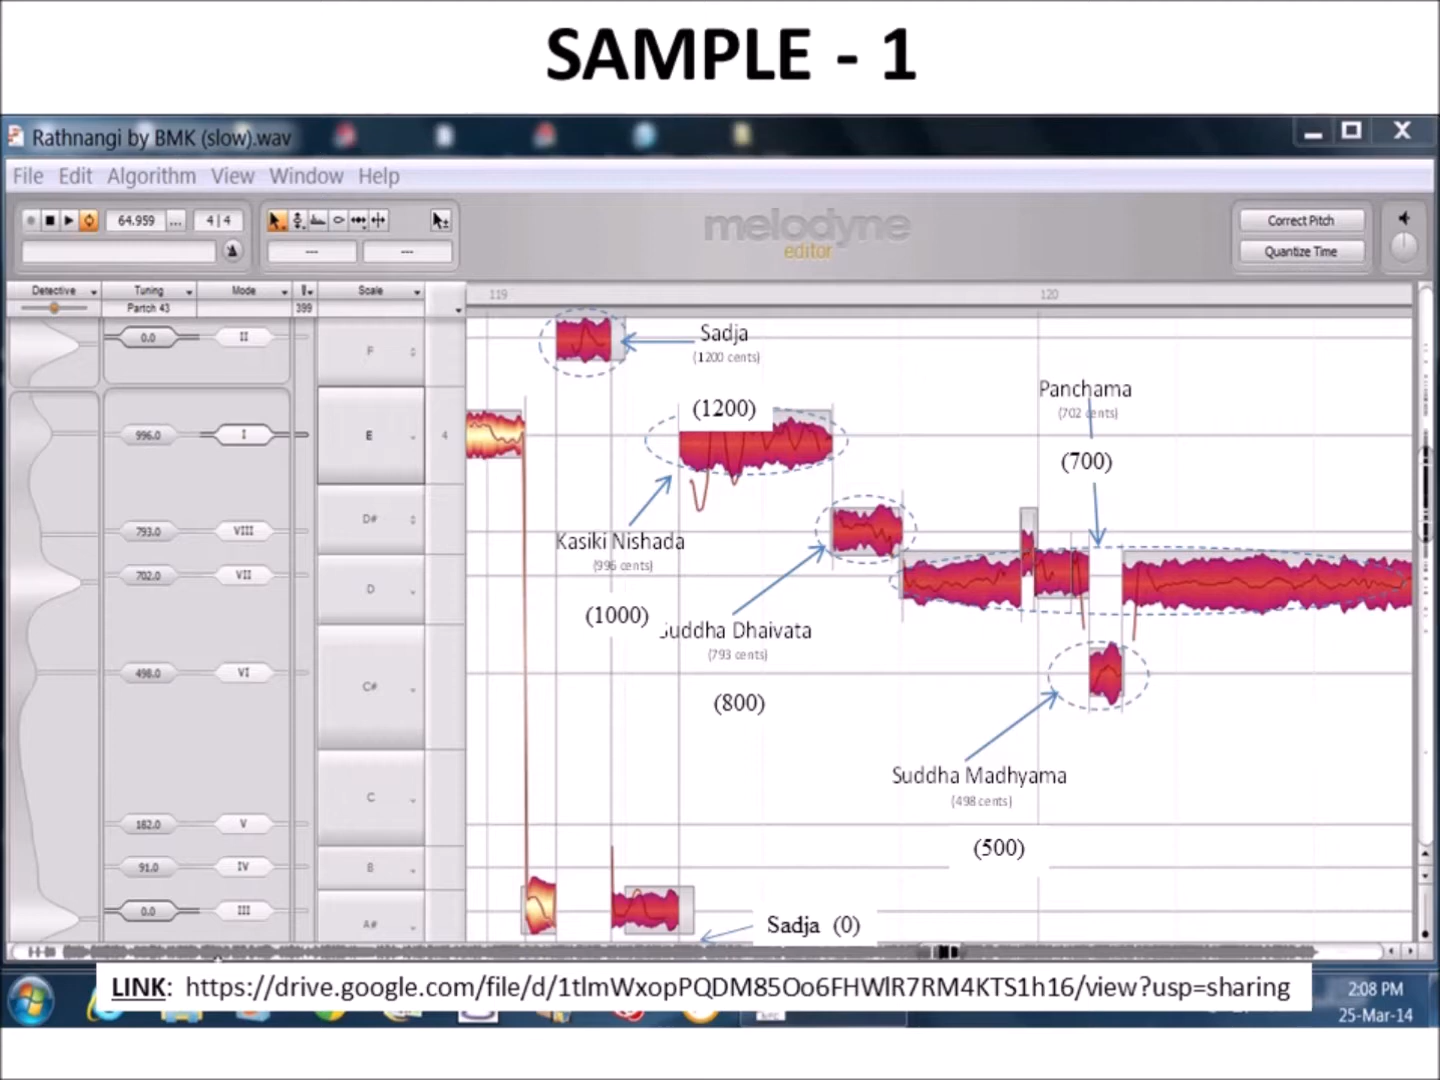 SAMPLE - 1
Rathnangi by BMK (slow).wav
File Edit Algorithm View Window Help
64.959 ... 4 | 4
melodyne
editor
Correct Pitch
Quantize Time
--- ---
Detective Tuning Mode Scale
Partch 43 399
119 120
0.0 II F
Sadja
(1200 cents)
(1200)
Panchama
(702 cents)
(700)
996.0 I E 4
793.0 VIII D#
Kasiki Nishada
(996 cents)
(1000)
702.0 VII D
Suddha Dhaivata
(793 cents)
(800)
498.0 VI C#
Suddha Madhyama
(498 cents)
(500)
C
182.0 V
91.0 IV B
0.0 III A#
Sadja (0)
LINK: https://drive.google.com/file/d/1tlmWxopPQDM85Oo6FHWlR7RM4KTS1h16/view?usp=sharing
2:08 PM
25-Mar-14